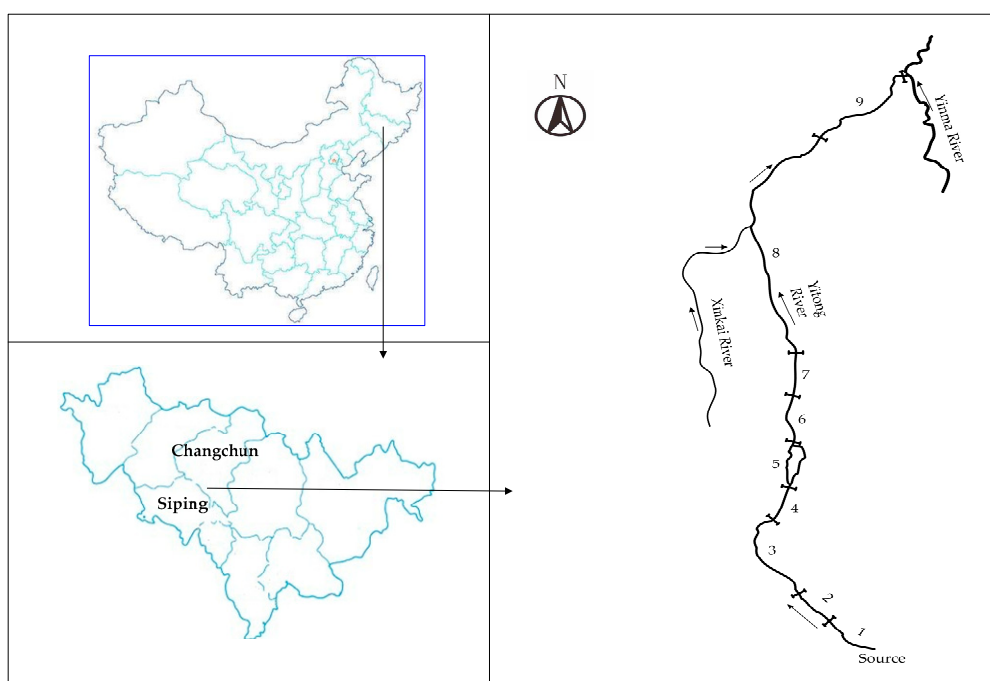 Changchun
Siping
N
9
Yinma River
8
Yitong
River
Xinkai River
7
6
5
4
3
2
1
Source